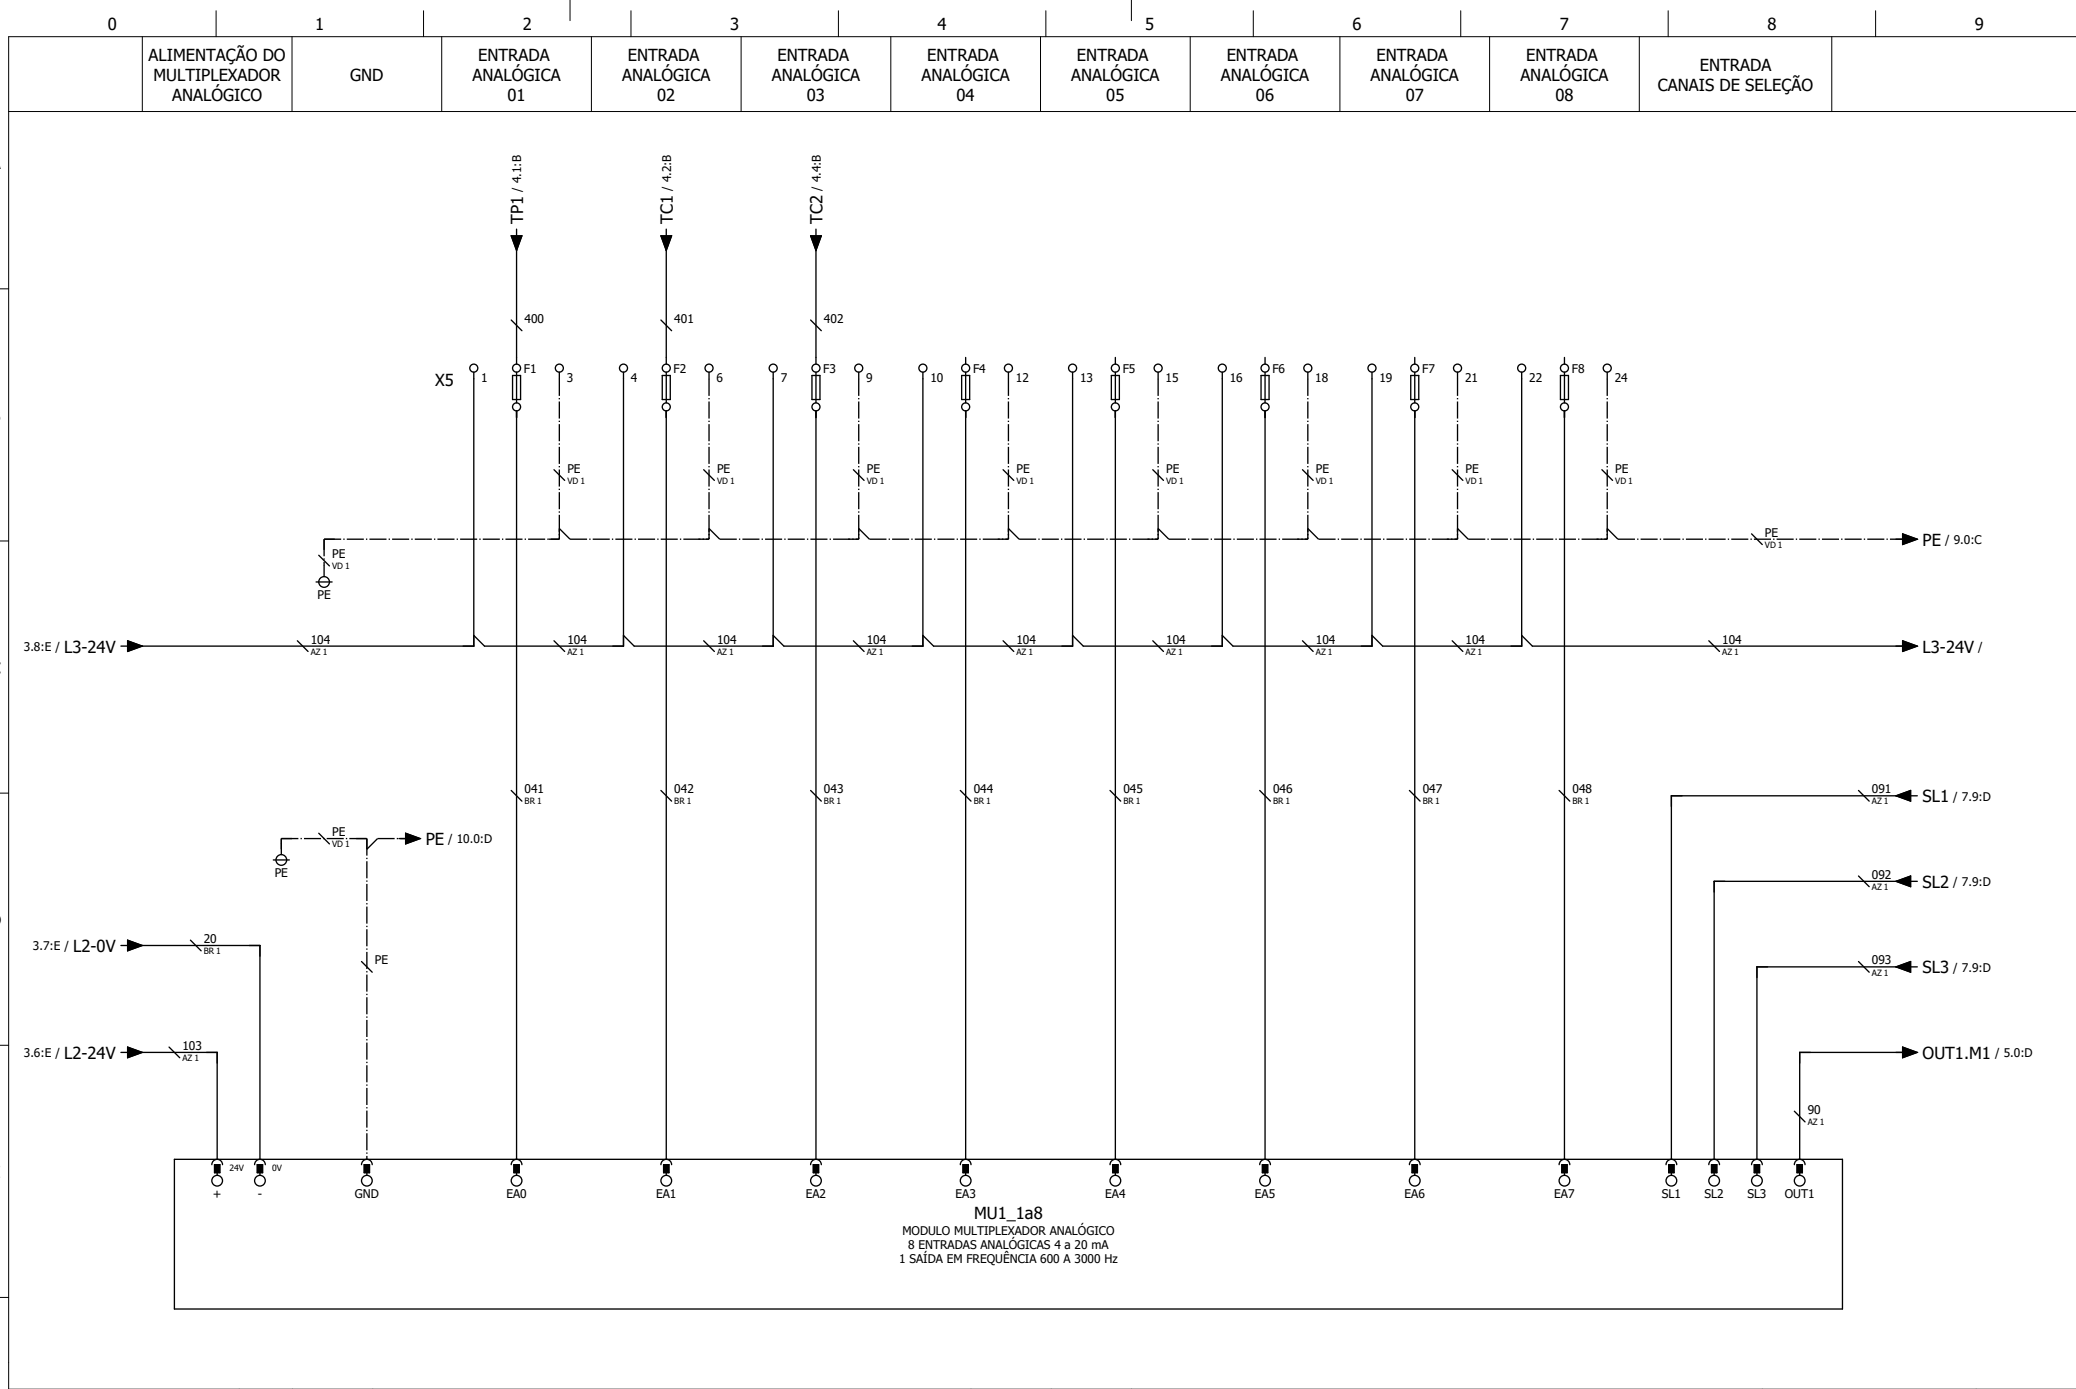 0 1 2 3 4 5 6 7 8 9
ALIMENTAÇÃO DO
MULTIPLEXADOR
ANALÓGICO
GND
ENTRADA
ANALÓGICA
01
ENTRADA
ANALÓGICA
02
ENTRADA
ANALÓGICA
03
ENTRADA
ANALÓGICA
04
ENTRADA
ANALÓGICA
05
ENTRADA
ANALÓGICA
06
ENTRADA
ANALÓGICA
07
ENTRADA
ANALÓGICA
08
ENTRADA
CANAIS DE SELEÇÃO
TP1 / 4.1:B
TC1 / 4.2:B
TC2 / 4.4:B
400 401 402
X5 1 F1 3 4 F2 6 7 F3 9 10 F4 12 13 F5 15 16 F6 18 19 F7 21 22 F8 24
PE PE PE PE PE PE PE PE
VD 1 VD 1 VD 1 VD 1 VD 1 VD 1 VD 1 VD 1
PE
VD 1
PE
PE
VD 1
PE / 9.0:C
3.8:E / L3-24V
104 104 104 104 104 104 104 104 104
AZ 1 AZ 1 AZ 1 AZ 1 AZ 1 AZ 1 AZ 1 AZ 1 AZ 1
L3-24V /
041 042 043 044 045 046 047 048
BR 1 BR 1 BR 1 BR 1 BR 1 BR 1 BR 1 BR 1
091
AZ 1
SL1 / 7.9:D
PE
VD 1
PE / 10.0:D
PE
092
AZ 1
SL2 / 7.9:D
3.7:E / L2-0V
20
BR 1
PE
093
AZ 1
SL3 / 7.9:D
3.6:E / L2-24V
103
AZ 1
OUT1.M1 / 5.0:D
90
AZ 1
24V 0V
+ - GND EA0 EA1 EA2 EA3 EA4 EA5 EA6 EA7 SL1 SL2 SL3 OUT1
MU1_1a8
MODULO MULTIPLEXADOR ANALÓGICO
8 ENTRADAS ANALÓGICAS 4 a 20 mA
1 SAÍDA EM FREQUÊNCIA 600 A 3000 Hz